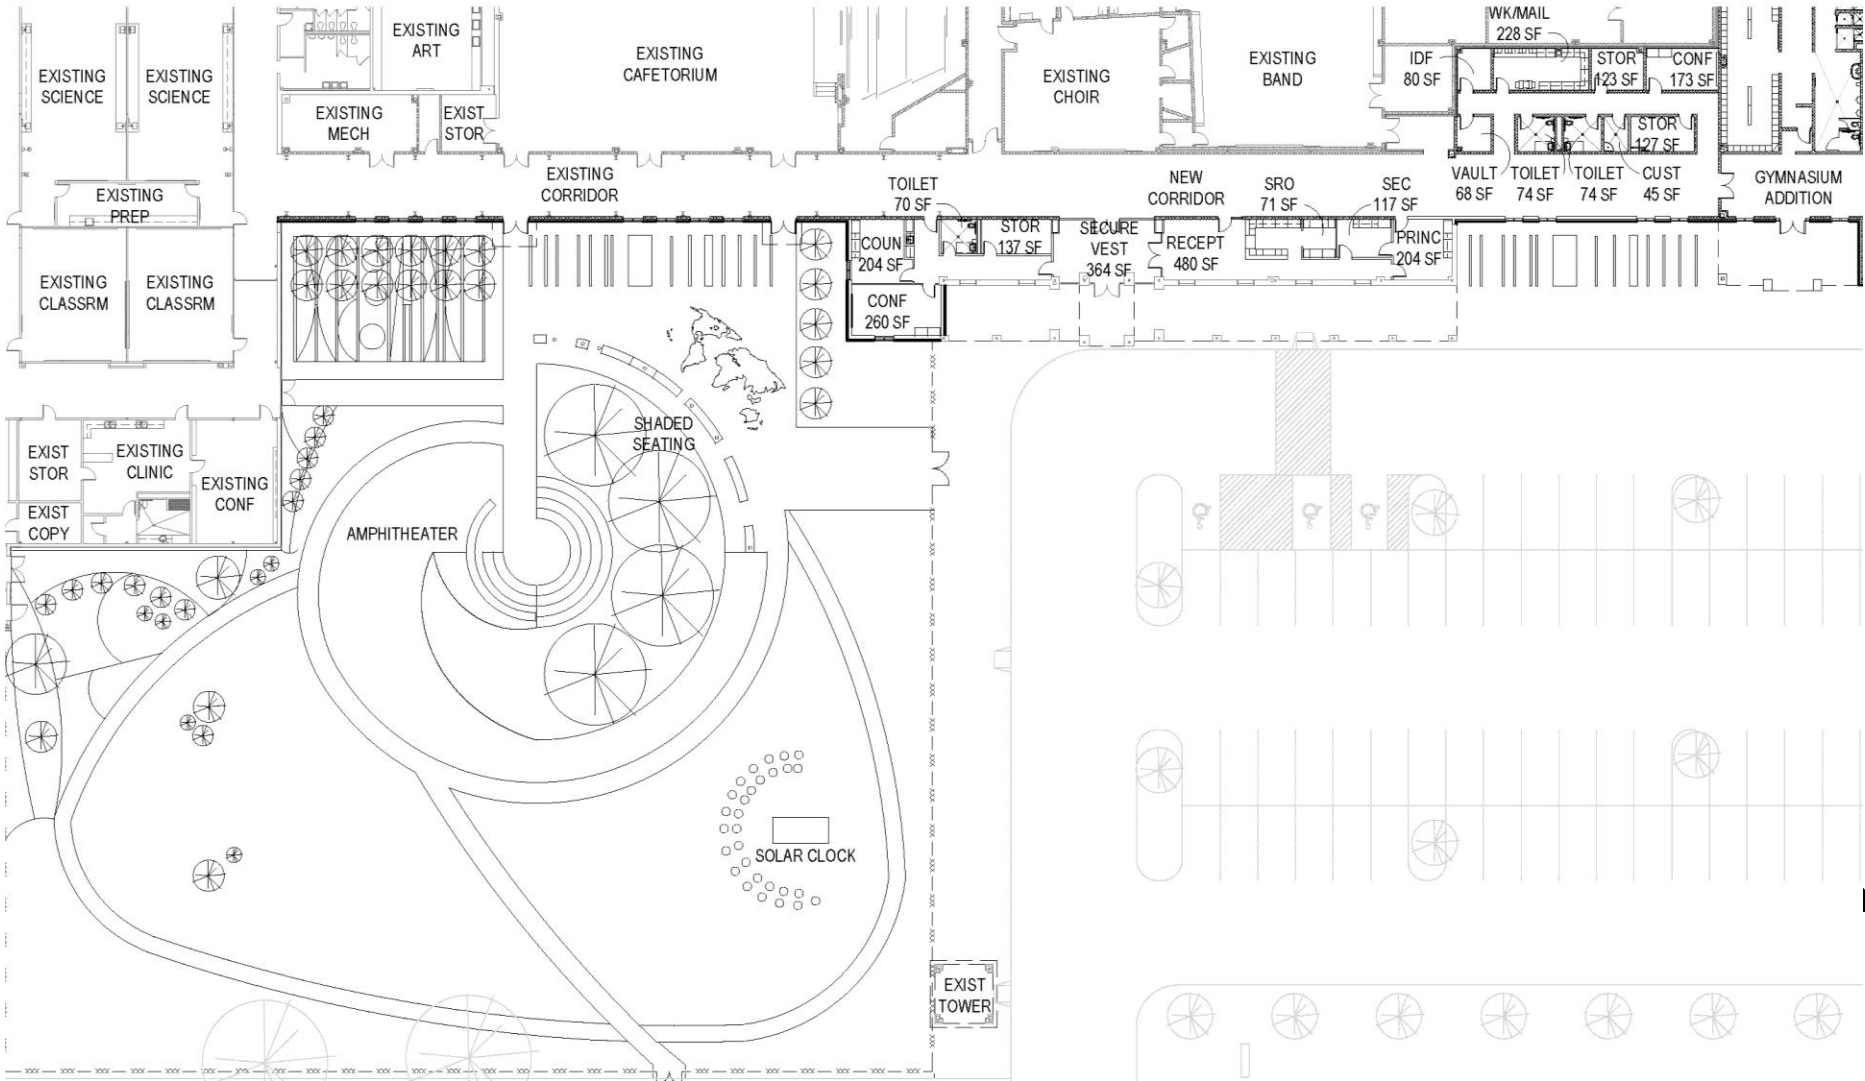 EXISTING
SCIENCE
EXISTING
SCIENCE
EXISTING
ART
EXISTING
MECH
EXIST
STOR
EXISTING
CAFETORIUM
EXISTING
CHOIR
EXISTING
BAND
WK/MAIL
228 SF
IDF
80 SF
STOR
123 SF
CONF
173 SF
STOR
127 SF
EXISTING
PREP
EXISTING
CORRIDOR
TOILET
70 SF
NEW
CORRIDOR
SRO
71 SF
SEC
117 SF
VAULT
68 SF
TOILET
74 SF
TOILET
74 SF
CUST
45 SF
GYMNASIUM
ADDITION
COUN
204 SF
STOR
137 SF
SECURE
VEST
364 SF
RECEPT
480 SF
PRINC
204 SF
EXISTING
CLASSRM
EXISTING
CLASSRM
CONF
260 SF
SHADED
SEATING
EXIST
STOR
EXISTING
CLINIC
EXISTING
CONF
EXIST
COPY
AMPHITHEATER
SOLAR CLOCK
EXIST
TOWER